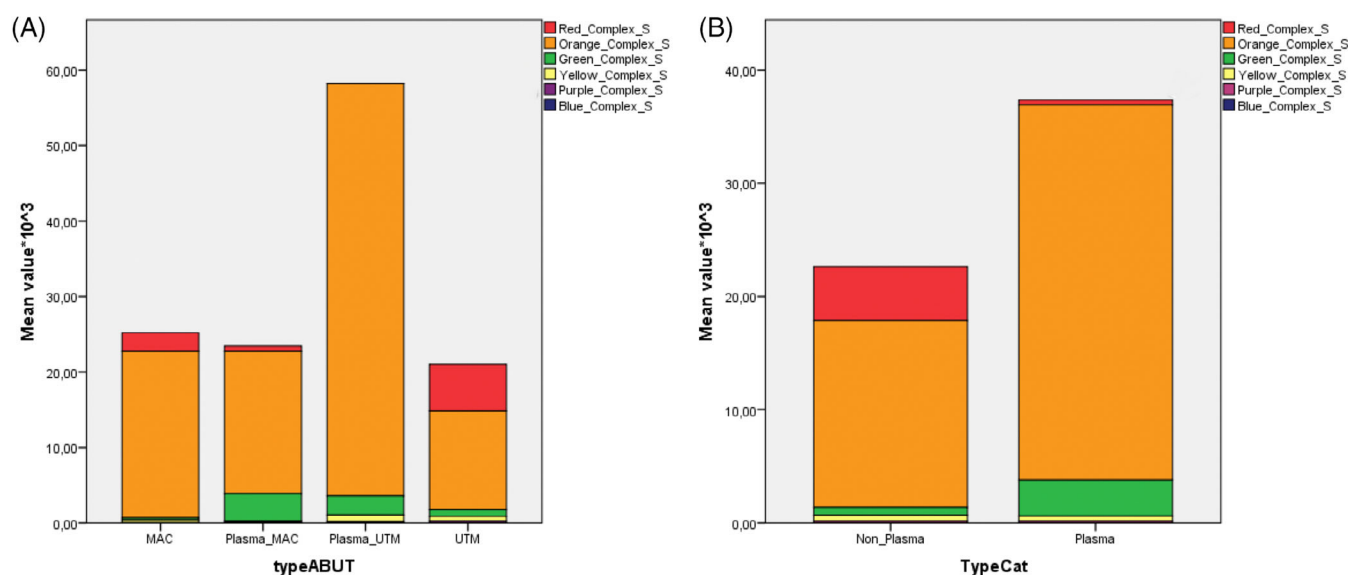 (A)
Mean value*10^3
60,00
50,00
40,00
30,00
20,00
10,00
0,00
MAC
Plasma_MAC
Plasma_UTM
UTM
typeABUT
Red_Complex_S
Orange_Complex_S
Green_Complex_S
Yellow_Complex_S
Purple_Complex_S
Blue_Complex_S
(B)
Mean value*10^3
40,00
30,00
20,00
10,00
0,00
Non_Plasma
Plasma
TypeCat
Red_Complex_S
Orange_Complex_S
Green_Complex_S
Yellow_Complex_S
Purple_Complex_S
Blue_Complex_S